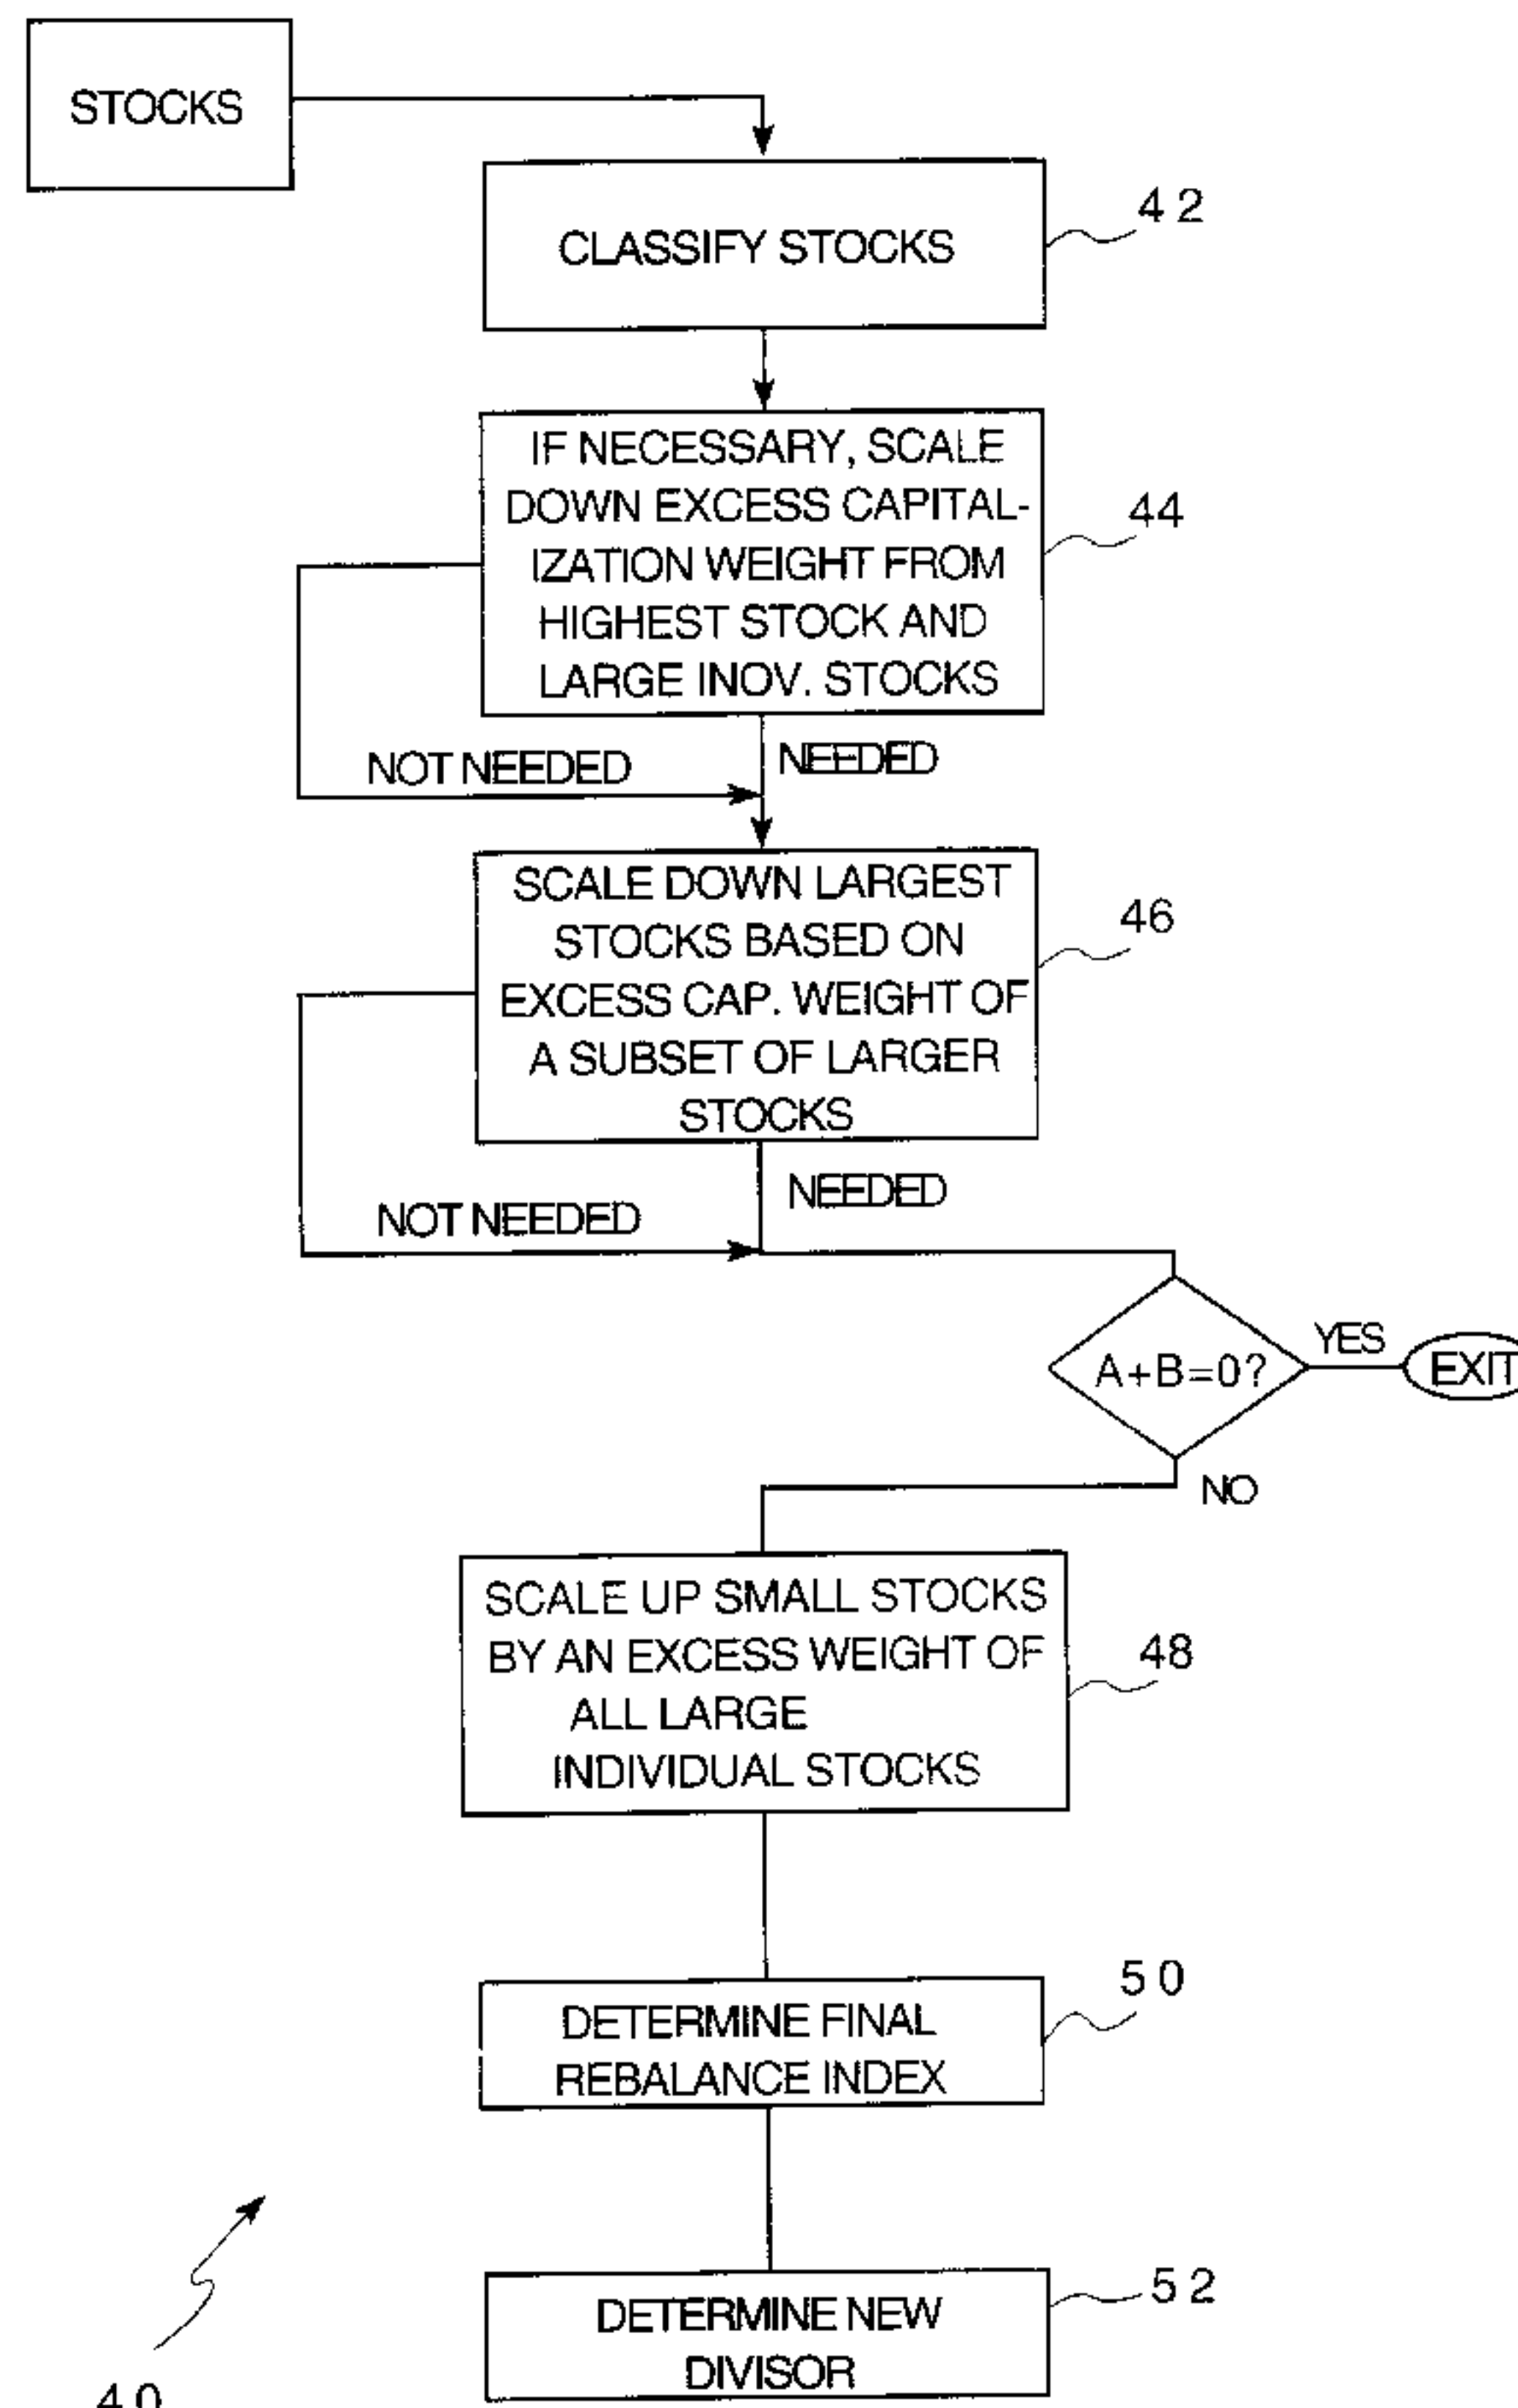 STOCKS
CLASSIFY STOCKS
42
IF NECESSARY, SCALE
DOWN EXCESS CAPITAL-
IZATION WEIGHT FROM
HIGHEST STOCK AND
LARGE INOV. STOCKS
44
NOT NEEDED
NEEDED
SCALE DOWN LARGEST
STOCKS BASED ON
EXCESS CAP. WEIGHT OF
A SUBSET OF LARGER
STOCKS
46
NOT NEEDED
NEEDED
A+B=0?
YES
EXIT
NO
SCALE UP SMALL STOCKS
BY AN EXCESS WEIGHT OF
ALL LARGE
INDIVIDUAL STOCKS
48
DETERMINE FINAL
REBALANCE INDEX
50
DETERMINE NEW
DIVISOR
52
40